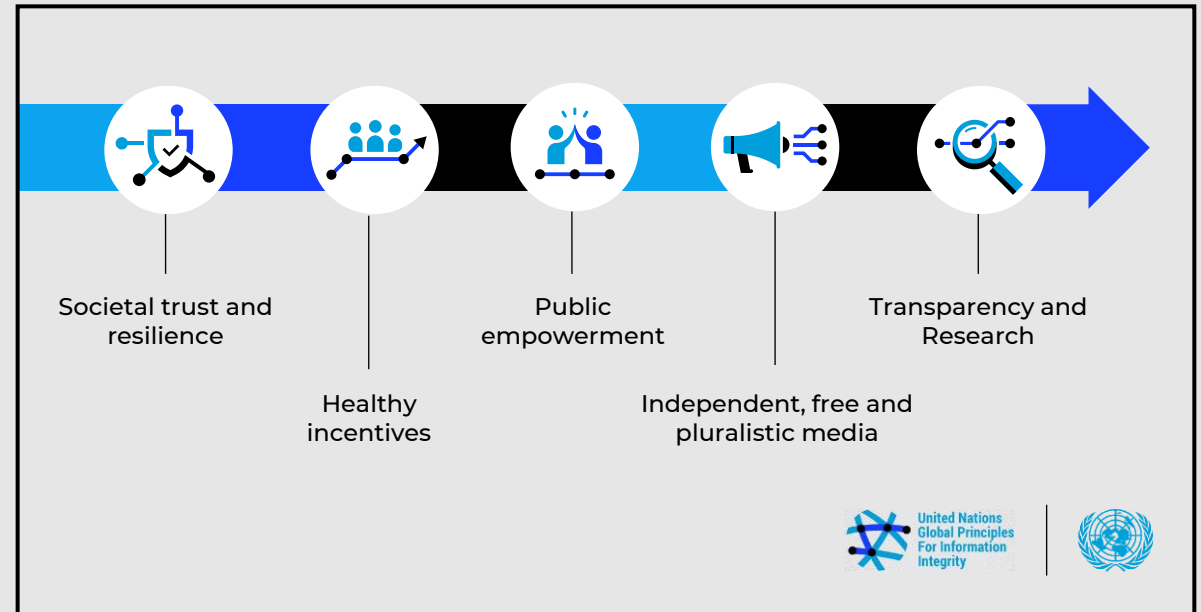 Societal trust and
resilience
Healthy
incentives
Public
empowerment
Independent, free and
pluralistic media
Transparency and
Research
United Nations
Global Principles
For Information
Integrity